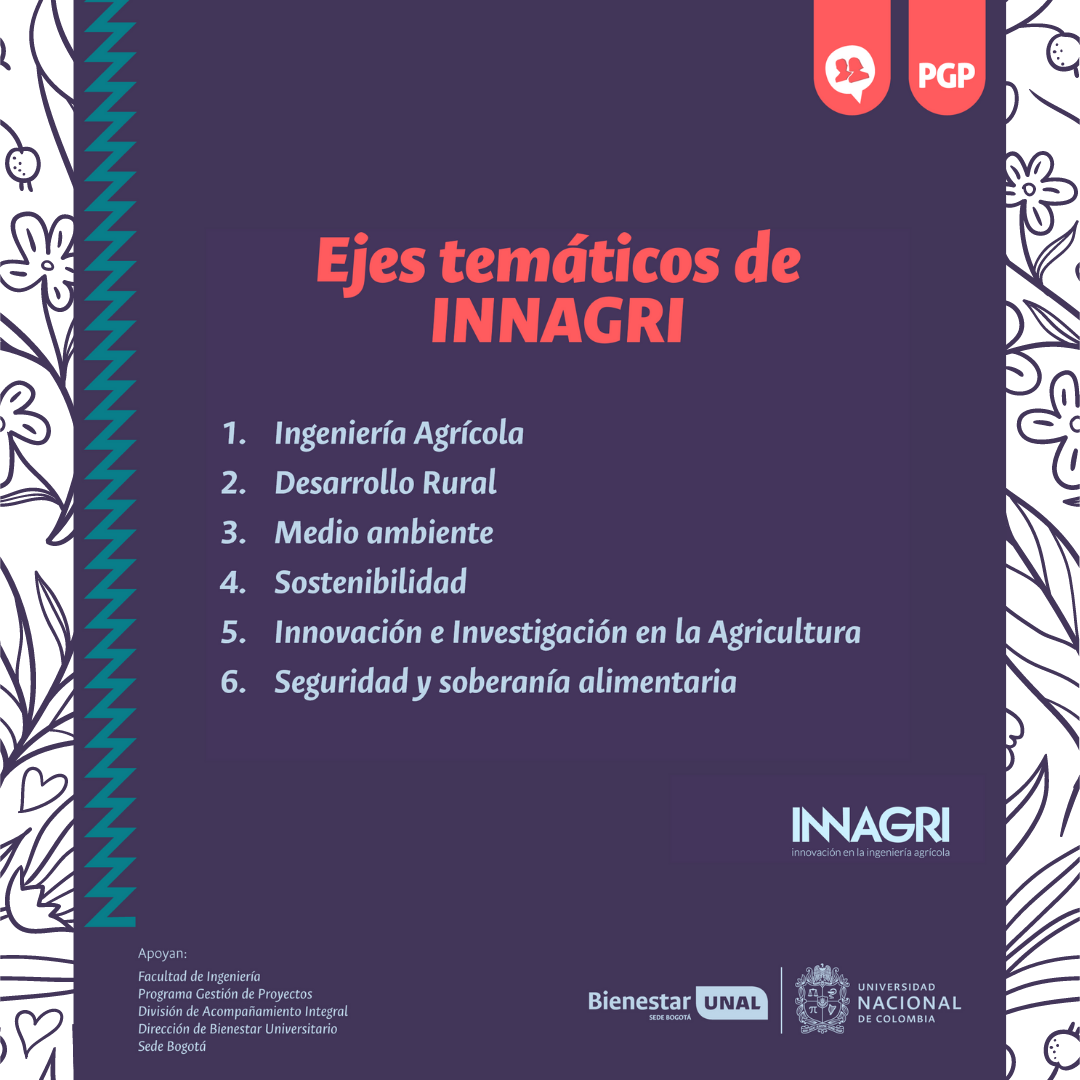 PGP
Ejes temáticos de
INNAGRI
1. Ingeniería Agrícola
2. Desarrollo Rural
3. Medio ambiente
4. Sostenibilidad
5. Innovación e Investigación en la Agricultura
6. Seguridad y soberanía alimentaria
INNAGRI
innovación en la ingeniería agrícola
Apoyan:
Facultad de Ingeniería
Programa Gestión de Proyectos
División de Acompañamiento Integral
Dirección de Bienestar Universitario
Sede Bogotá
Bienestar UNAL
SEDE BOGOTÁ
UNIVERSIDAD
NACIONAL
DE COLOMBIA